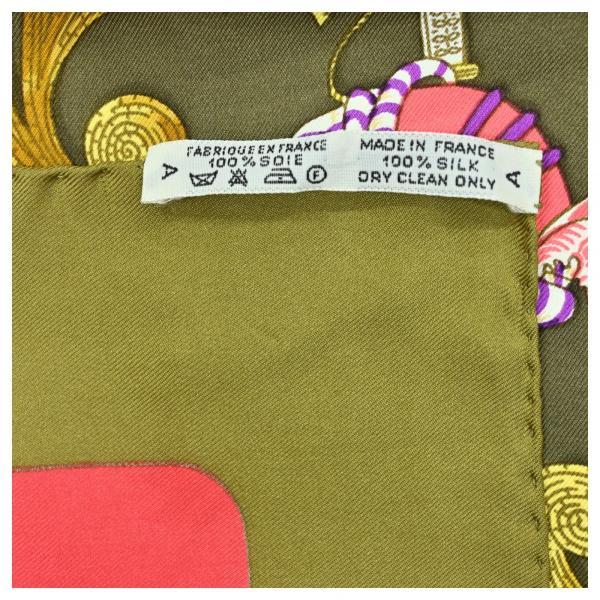 A
FABRIQUE EN FRANCE
100% SOIE
F
MADE IN FRANCE
100% SILK
DRY CLEAN ONLY
A